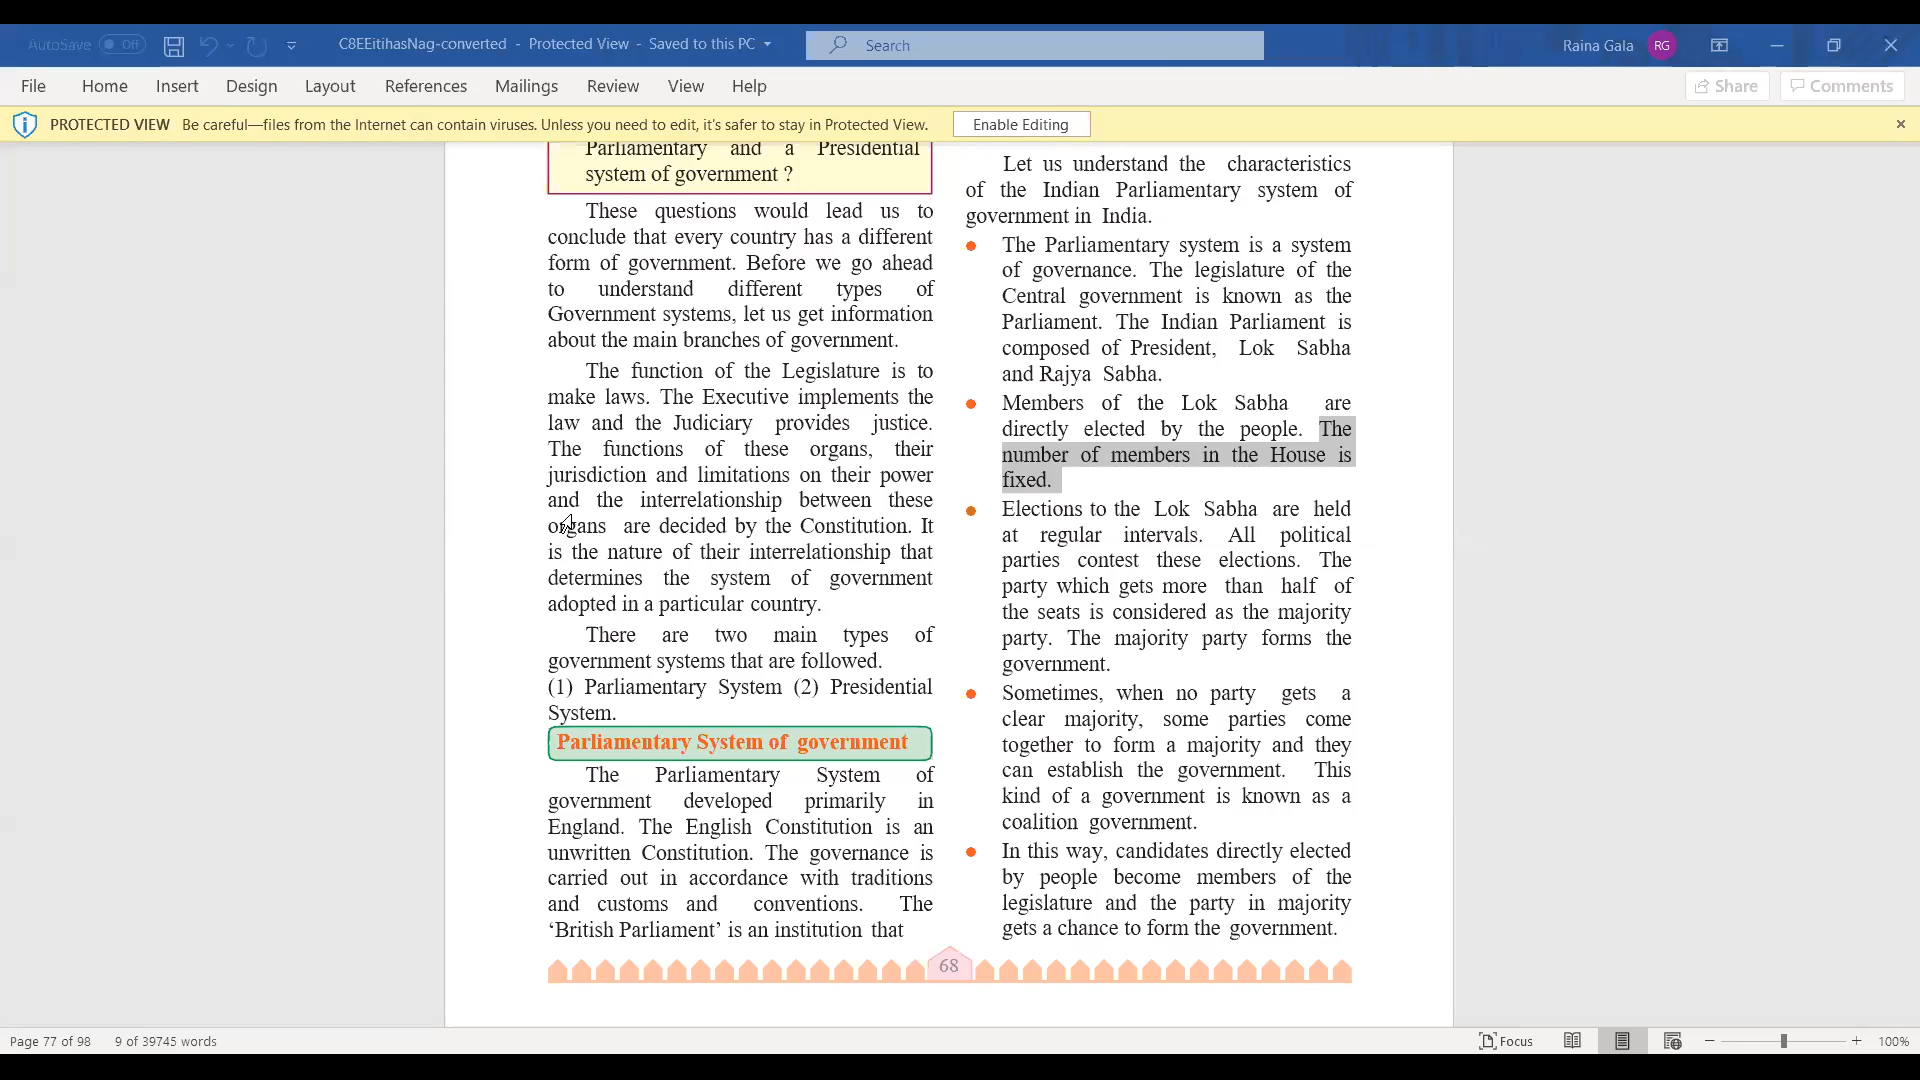 AutoSave Off C8EEitihasNag-converted - Protected View - Saved to this PC Search Raina Gala RG
File Home Insert Design Layout References Mailings Review View Help Share Comments
PROTECTED VIEW Be careful—files from the Internet can contain viruses. Unless you need to edit, it's safer to stay in Protected View. Enable Editing
Parliamentary and a Presidential
system of government ?
These questions would lead us to
conclude that every country has a different
form of government. Before we go ahead
to understand different types of
Government systems, let us get information
about the main branches of government.
The function of the Legislature is to
make laws. The Executive implements the
law and the Judiciary provides justice.
The functions of these organs, their
jurisdiction and limitations on their power
and the interrelationship between these
organs are decided by the Constitution. It
is the nature of their interrelationship that
determines the system of government
adopted in a particular country.
There are two main types of
government systems that are followed.
(1) Parliamentary System (2) Presidential
System.
Parliamentary System of government
The Parliamentary System of
government developed primarily in
England. The English Constitution is an
unwritten Constitution. The governance is
carried out in accordance with traditions
and customs and conventions. The
‘British Parliament’ is an institution that
Let us understand the characteristics
of the Indian Parliamentary system of
government in India.
The Parliamentary system is a system
of governance. The legislature of the
Central government is known as the
Parliament. The Indian Parliament is
composed of President, Lok Sabha
and Rajya Sabha.
Members of the Lok Sabha are
directly elected by the people. The
number of members in the House is
fixed.
Elections to the Lok Sabha are held
at regular intervals. All political
parties contest these elections. The
party which gets more than half of
the seats is considered as the majority
party. The majority party forms the
government.
Sometimes, when no party gets a
clear majority, some parties come
together to form a majority and they
can establish the government. This
kind of a government is known as a
coalition government.
In this way, candidates directly elected
by people become members of the
legislature and the party in majority
gets a chance to form the government.
68
Page 77 of 98 9 of 39745 words Focus 100%